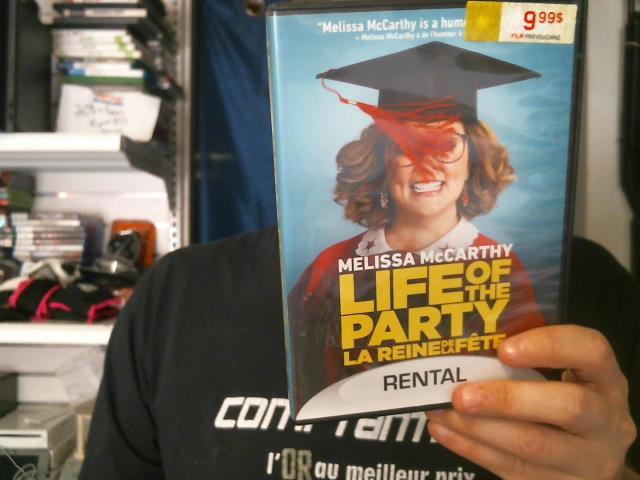 "Melissa McCarthy is a hum
– Melissa McCarthy a de l'humour à
9.99$
FILM PRÉVISIONNÉ
MELISSA McCARTHY
LIFE OF
THE
PARTY
LA REINE DE LA FÊTE
RENTAL
COMPTANT
l'OR au meilleur prix